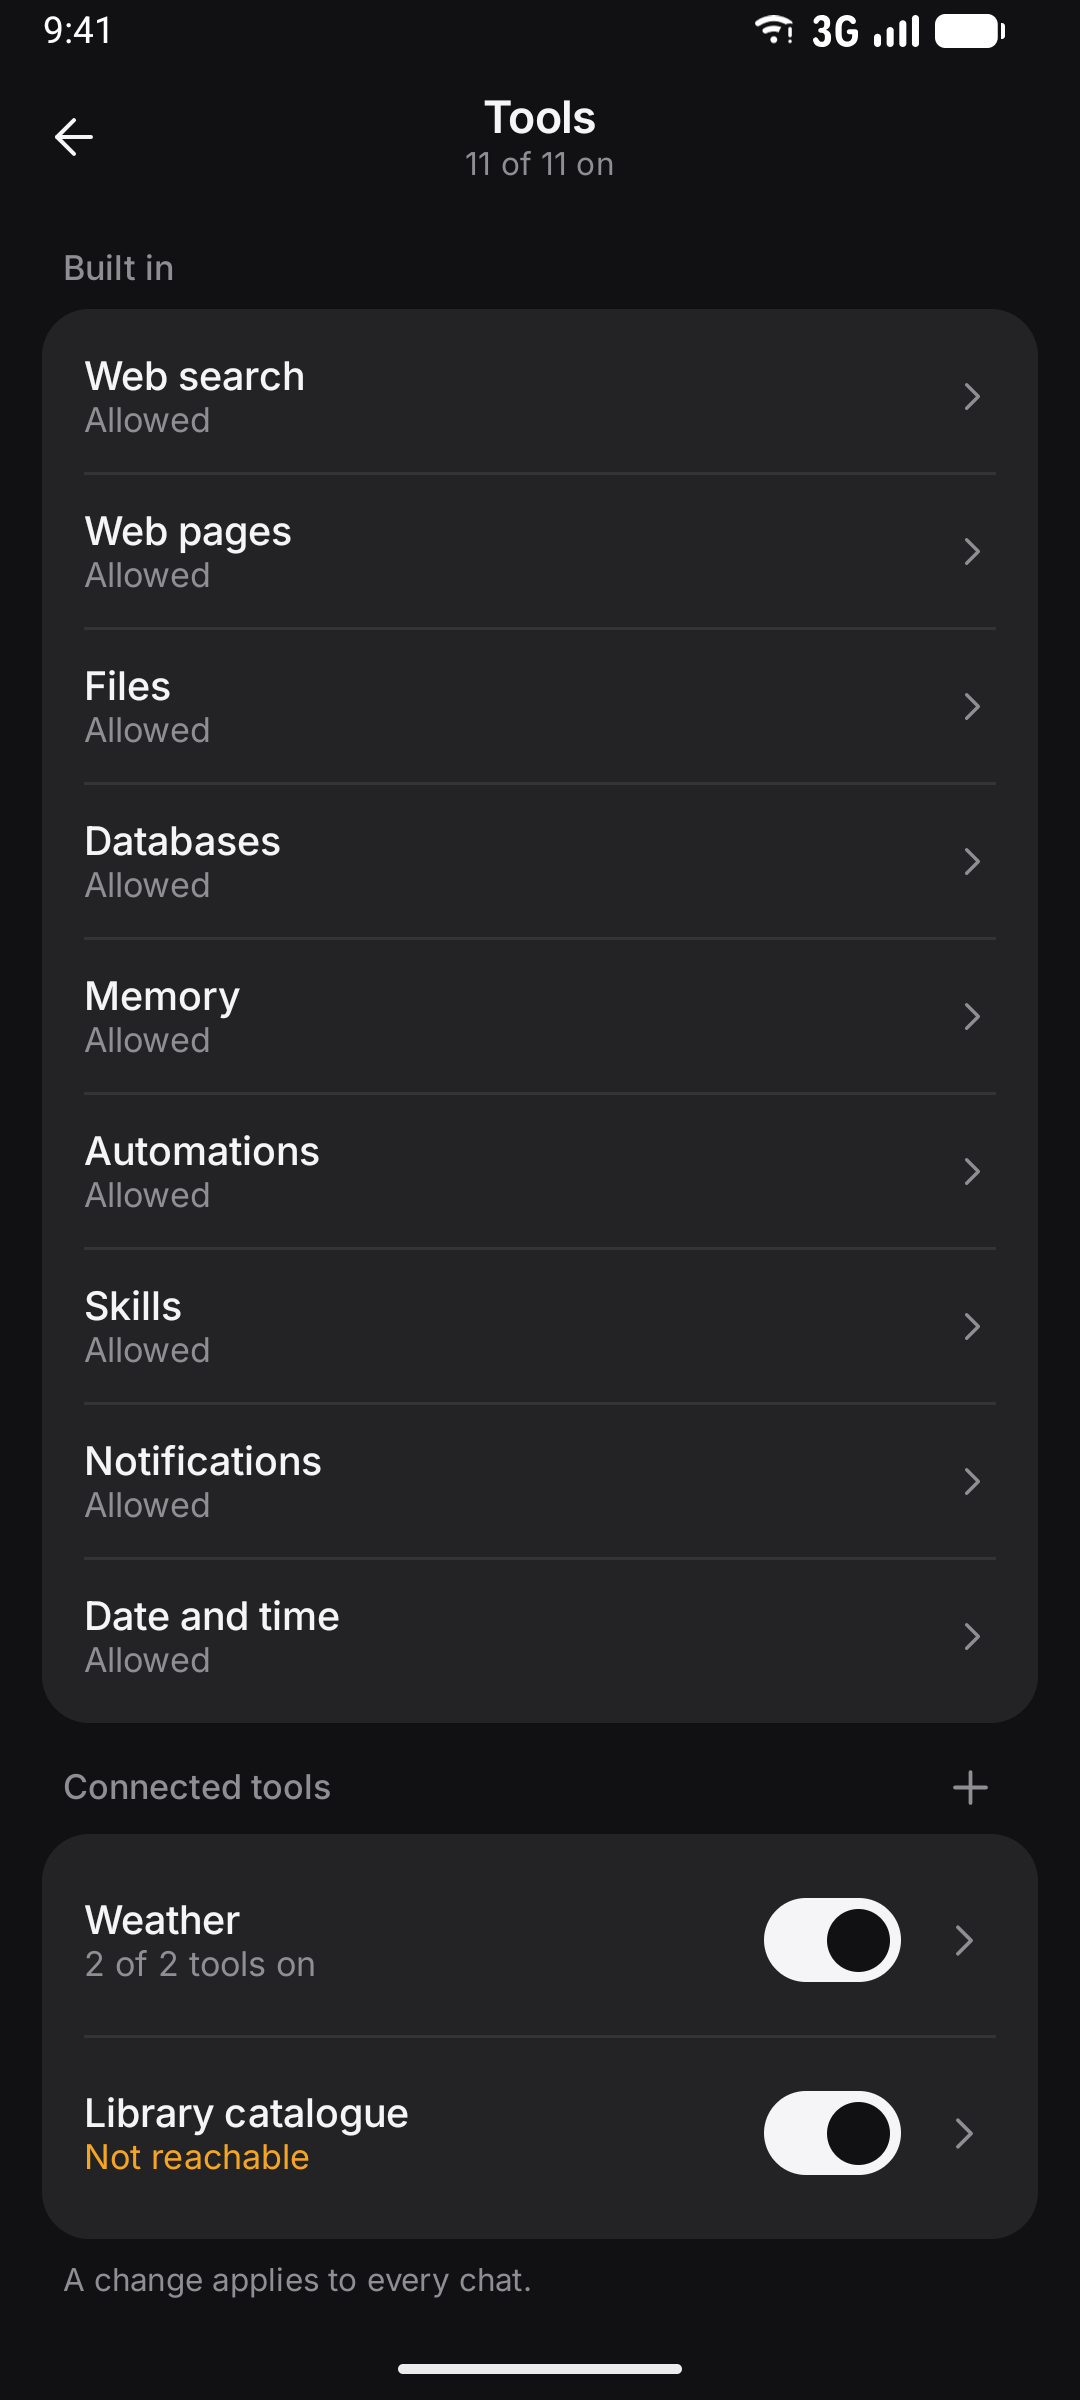 9:41
3G
Tools
11 of 11 on
Built in
Web search
Allowed
Web pages
Allowed
Files
Allowed
Databases
Allowed
Memory
Allowed
Automations
Allowed
Skills
Allowed
Notifications
Allowed
Date and time
Allowed
Connected tools
Weather
2 of 2 tools on
Library catalogue
Not reachable
A change applies to every chat.